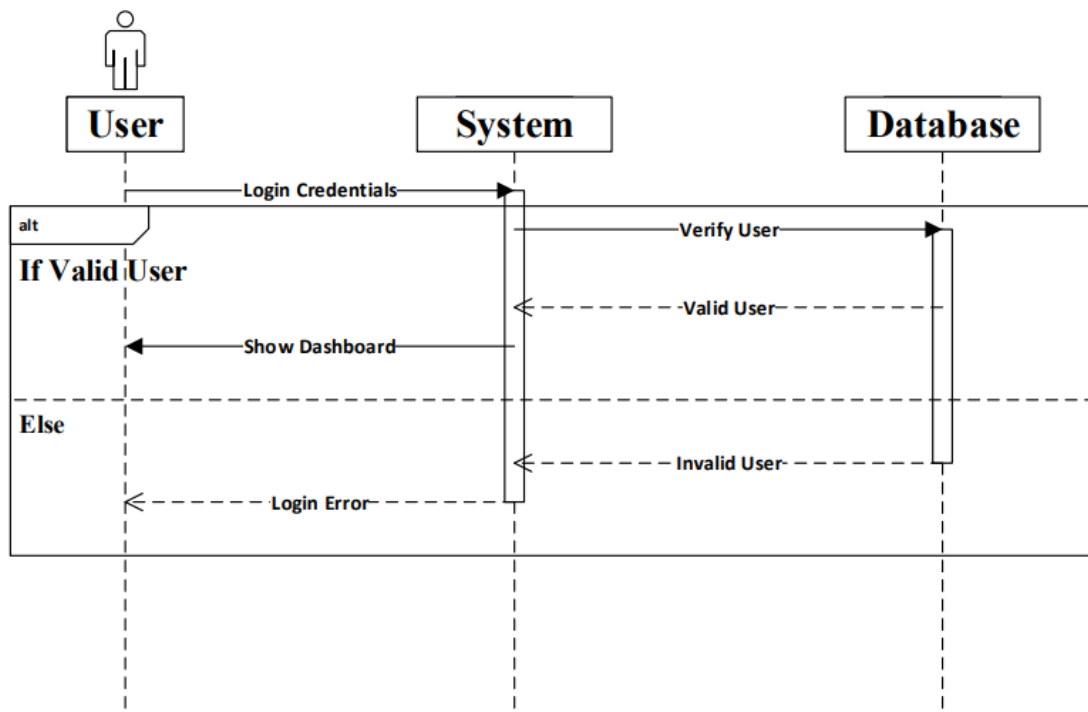 User
System
Database
Login Credentials
alt
Verify User
If Valid User
Valid User
Show Dashboard
Else
Invalid User
Login Error